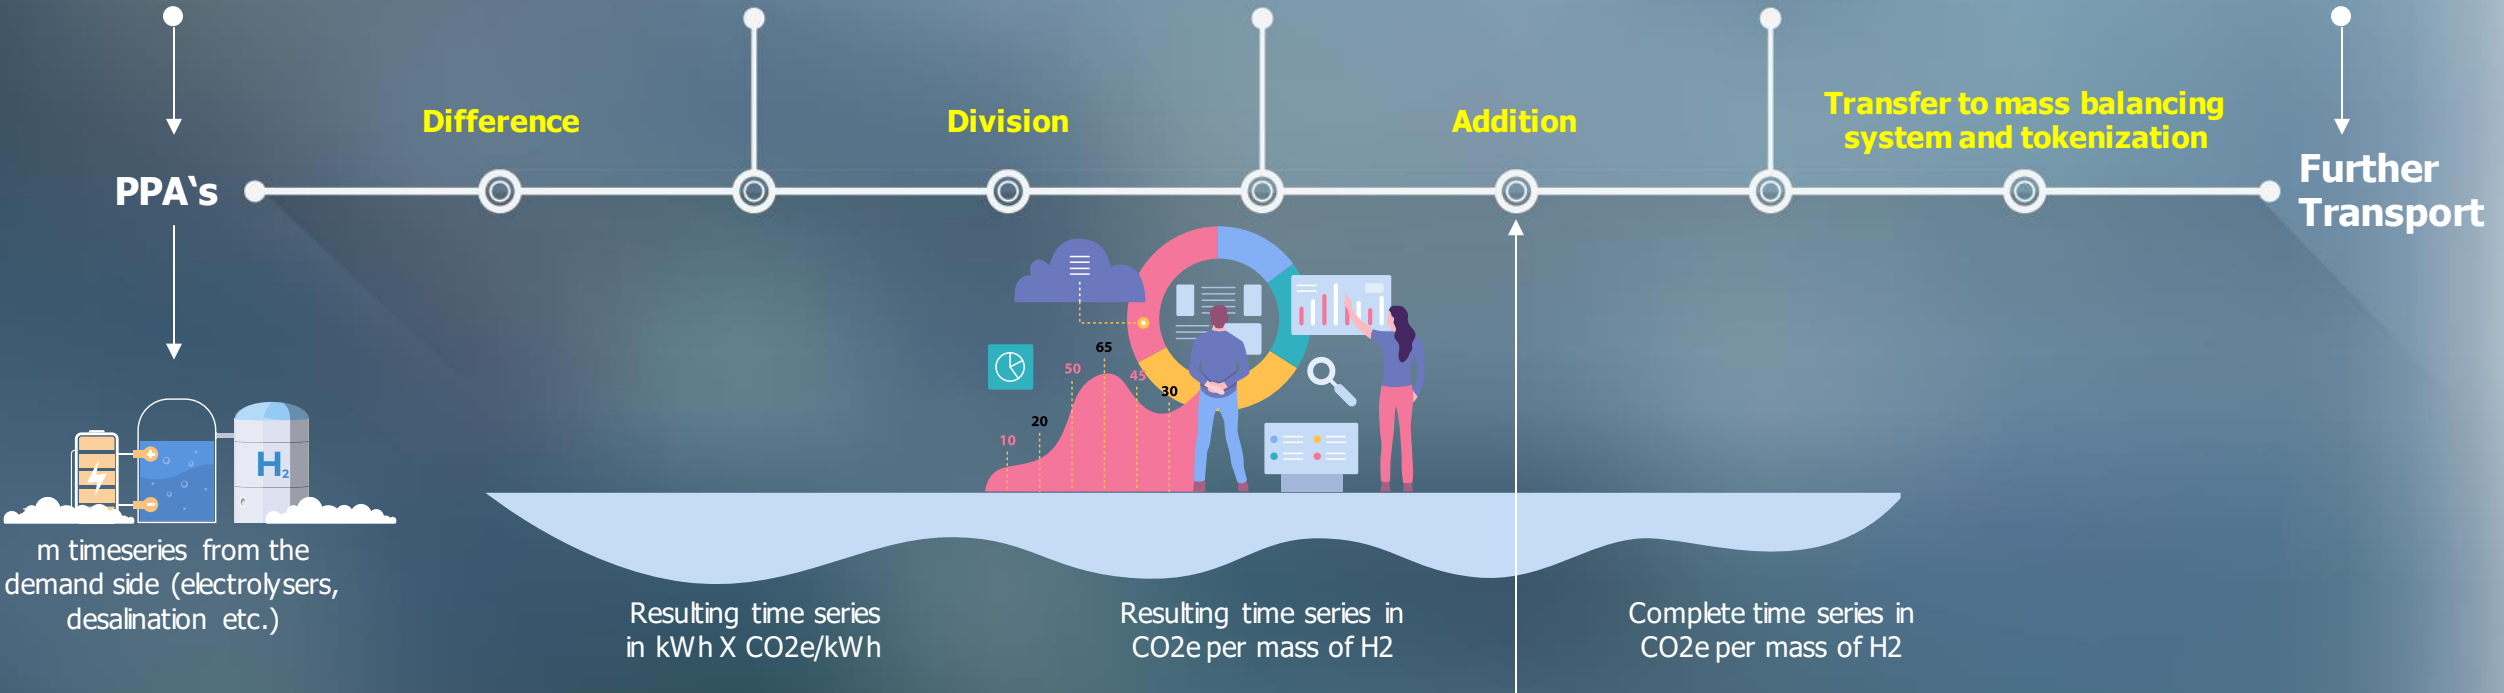 Difference
Division
Addition
Transfer to mass balancing
system and tokenization
PPA‘s
Further
Transport
65
50
45
30
20
10
H2
m timeseries from the
demand side (electrolysers,
desalination etc.)
Resulting time series
in kWh X CO2e/kWh
Resulting time series in
CO2e per mass of H2
Complete time series in
CO2e per mass of H2